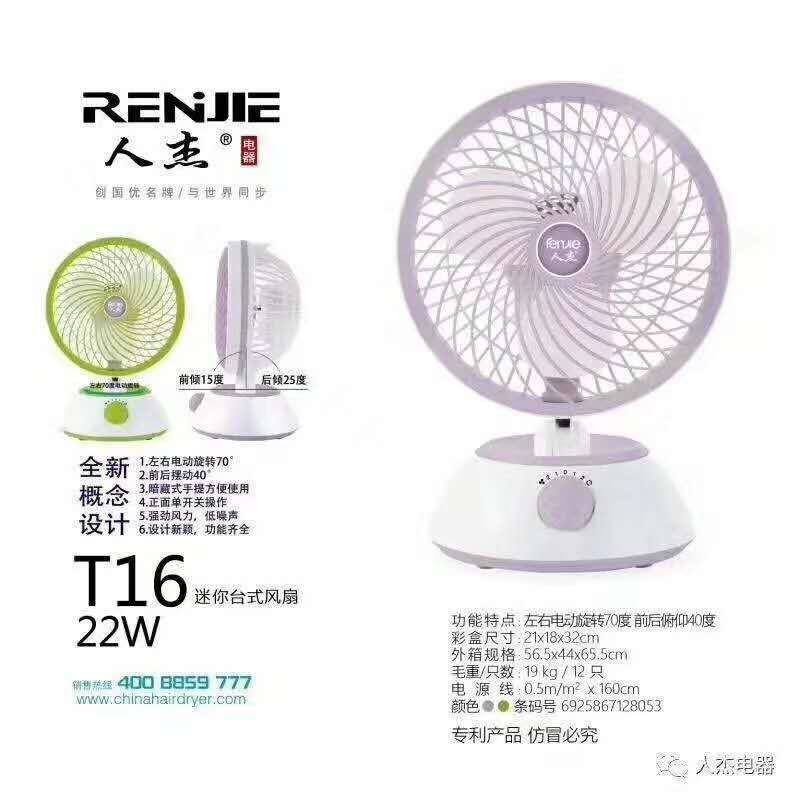 RENJIE
人杰® 电器
创国优名牌/与世界同步
fenjie
人杰
人杰
左右70度电动旋转
前倾15度
后倾25度
2 1 0 1 2
全新
概念
设计
1.左右电动旋转70°
2.前后摆动40°
3.暗藏式手提方便使用
4.正面单开关操作
5.强劲风力，低噪声
6.设计新颖，功能齐全
T16 迷你台式风扇
22W
销售热线 400 8859 777
www.chinahairdryer.com
功能特点: 左右电动旋转70度 前后俯仰40度
彩盒尺寸: 21x18x32cm
外箱规格: 56.5x44x65.5cm
毛重/只数: 19 kg / 12 只
电 源 线: 0.5m/m² x 160cm
颜色 条码号 6925867128053
专利产品 仿冒必究
人杰电器